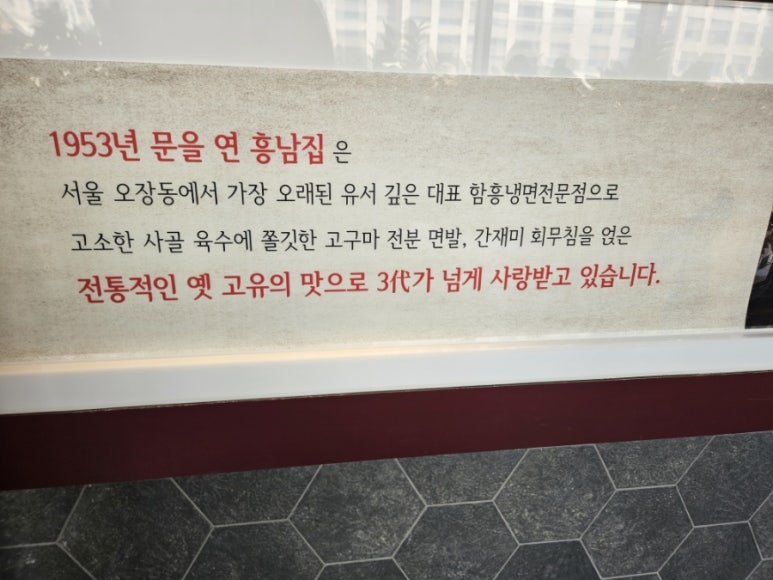 1953년 문을 연 흥남집 은
서울 오장동에서 가장 오래된 유서 깊은 대표 함흥냉면전문점으로
고소한 사골 육수에 쫄깃한 고구마 전분 면발, 간재미 회무침을 얹은
전통적인 옛 고유의 맛으로 3代가 넘게 사랑받고 있습니다.